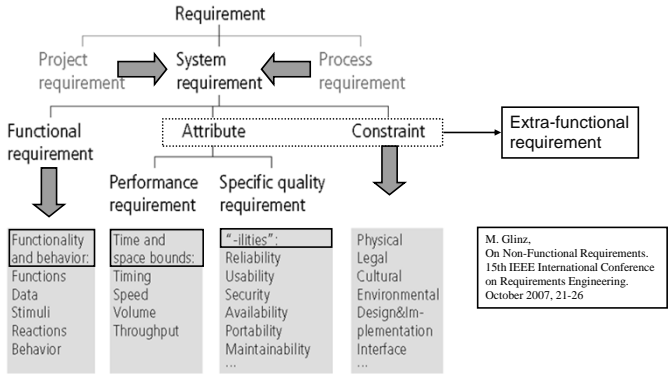 Requirement
Project
requirement
System
requirement
Process
requirement
Functional
requirement
Attribute
Constraint
Extra-functional
requirement
Performance
requirement
Specific quality
requirement
Functionality
and behavior:
Functions
Data
Stimuli
Reactions
Behavior
Time and
space bounds:
Timing
Speed
Volume
Throughput
"-ilities":
Reliability
Usability
Security
Availability
Portability
Maintainability
...
Physical
Legal
Cultural
Environmental
Design&Im-
plementation
Interface
...
M. Glinz,
On Non-Functional Requirements.
15th IEEE International Conference
on Requirements Engineering.
October 2007, 21-26